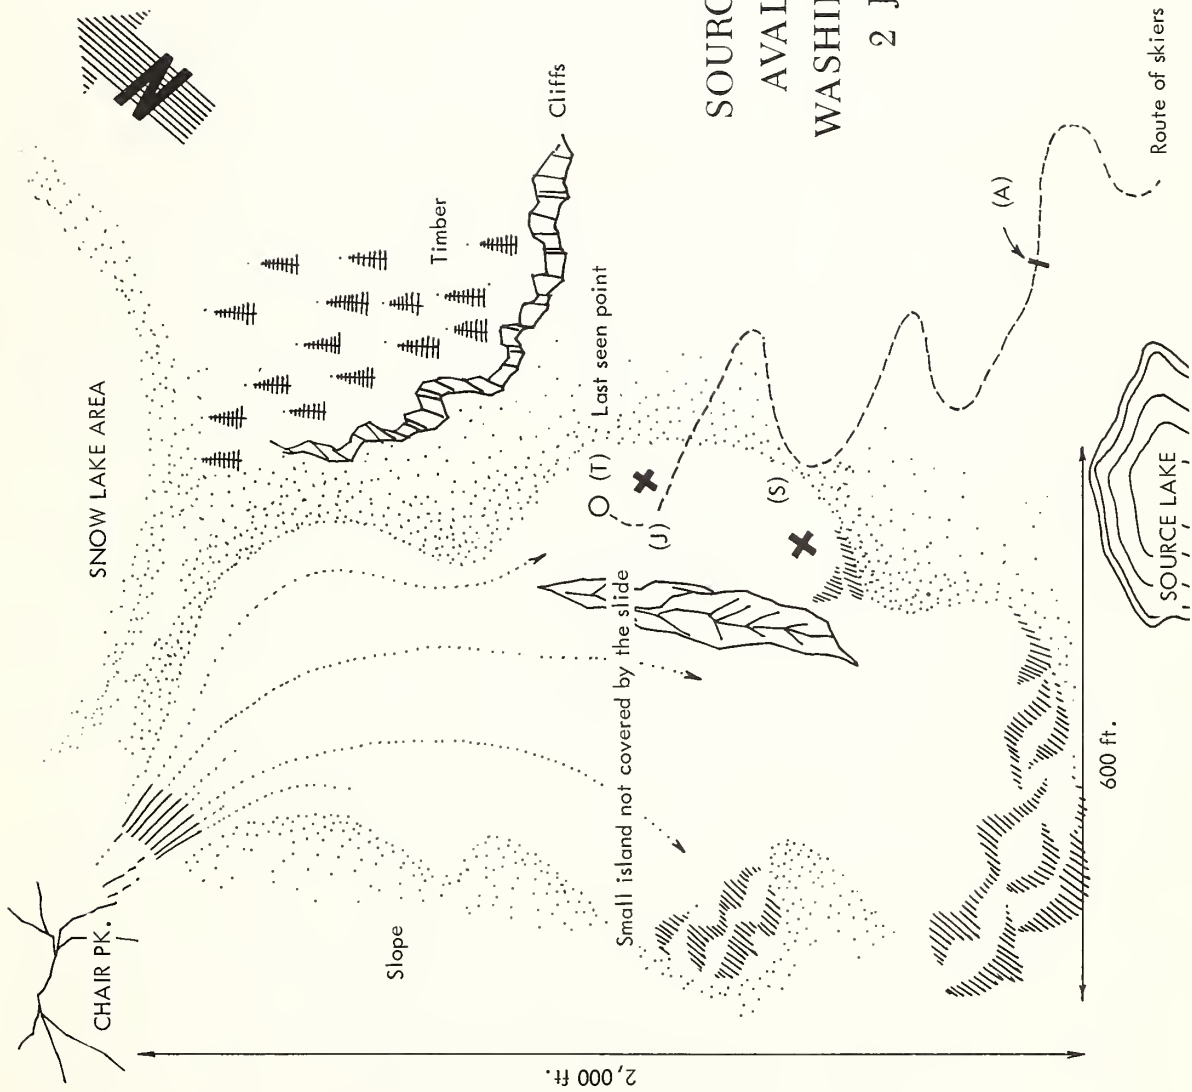 N
CHAIR PK.
SNOW LAKE AREA
Slope
Timber
Cliffs
2,000 ft.
(T)
Last seen point
Small island not covered by the slide
(J)
SOURC
AVAL
WASHIN
2 J
(S)
(A)
600 ft.
Route of skiers
SOURCE LAKE